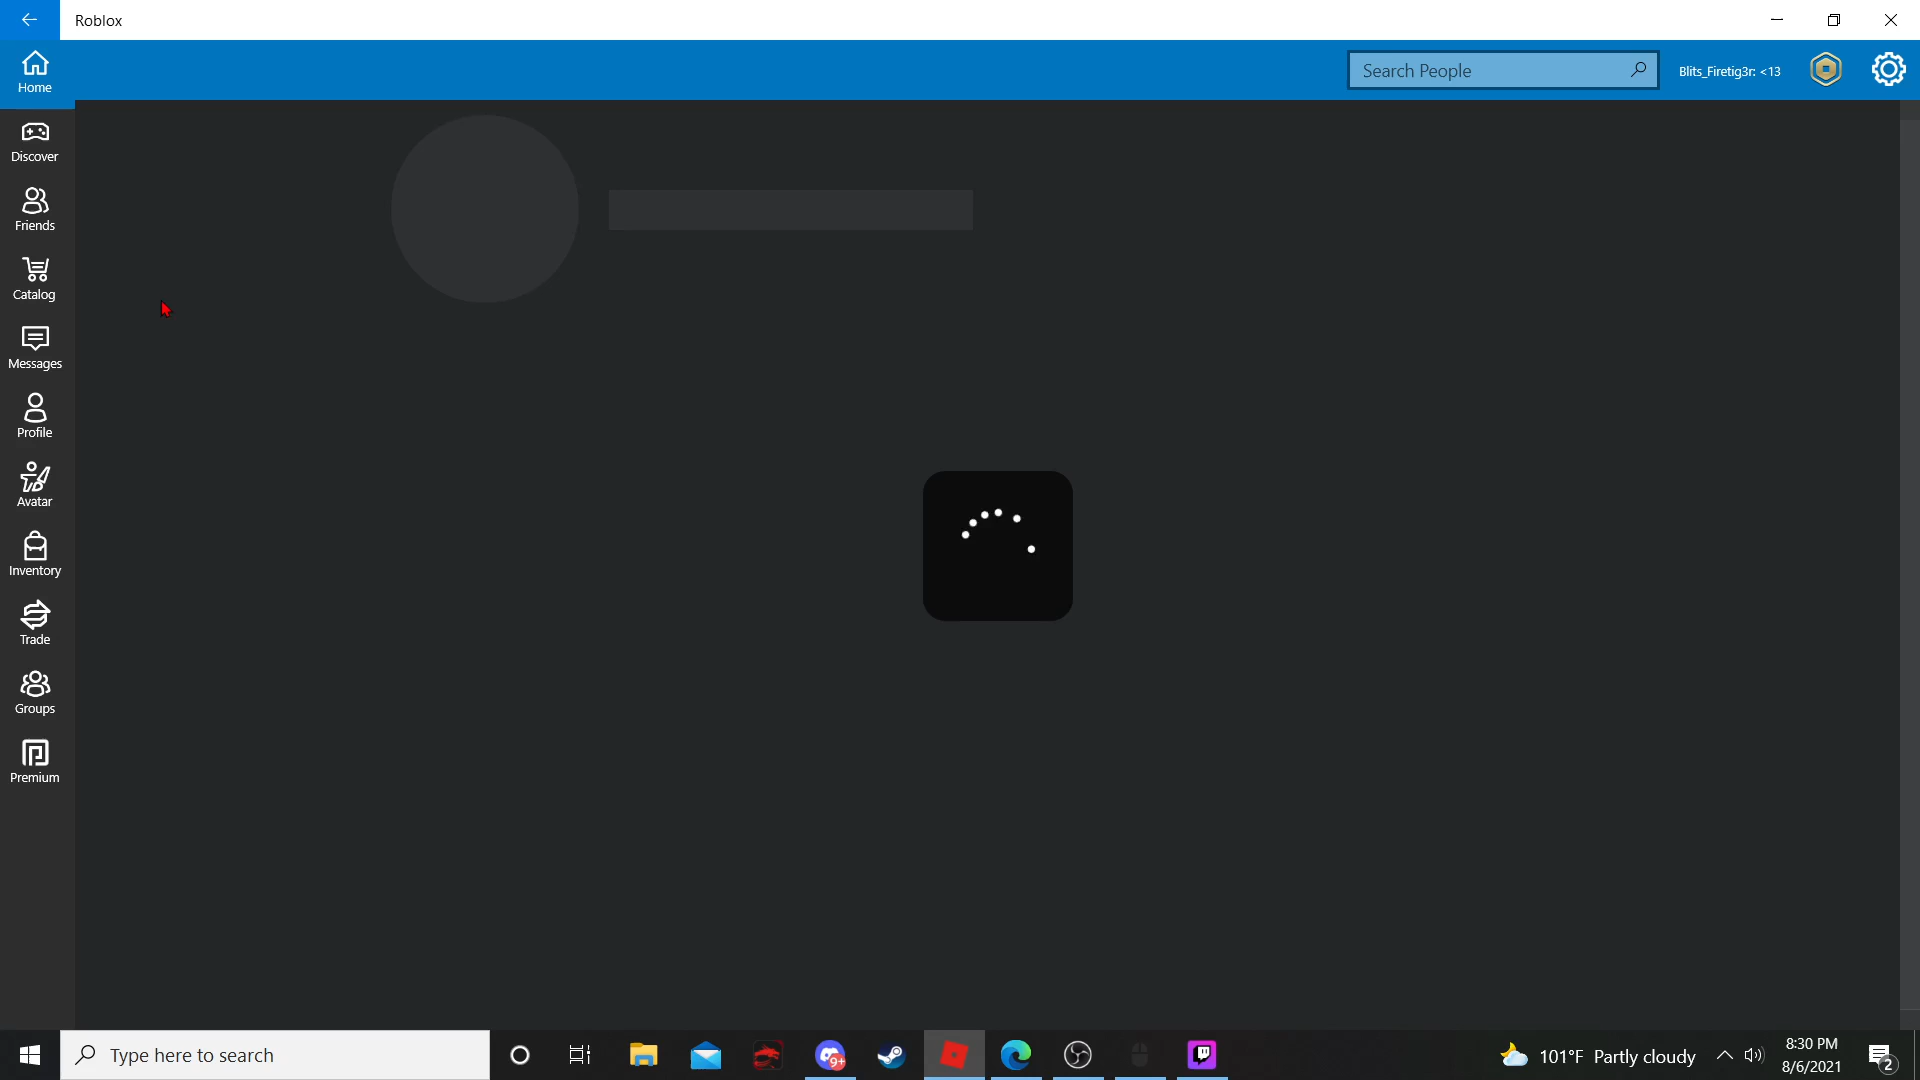 Roblox
Home
Search People
Blits_Firetig3r: <13
Discover
Friends
Catalog
Messages
Profile
Avatar
Inventory
Trade
Groups
Premium
Type here to search
9+
101°F Partly cloudy
8:30 PM
8/6/2021
2